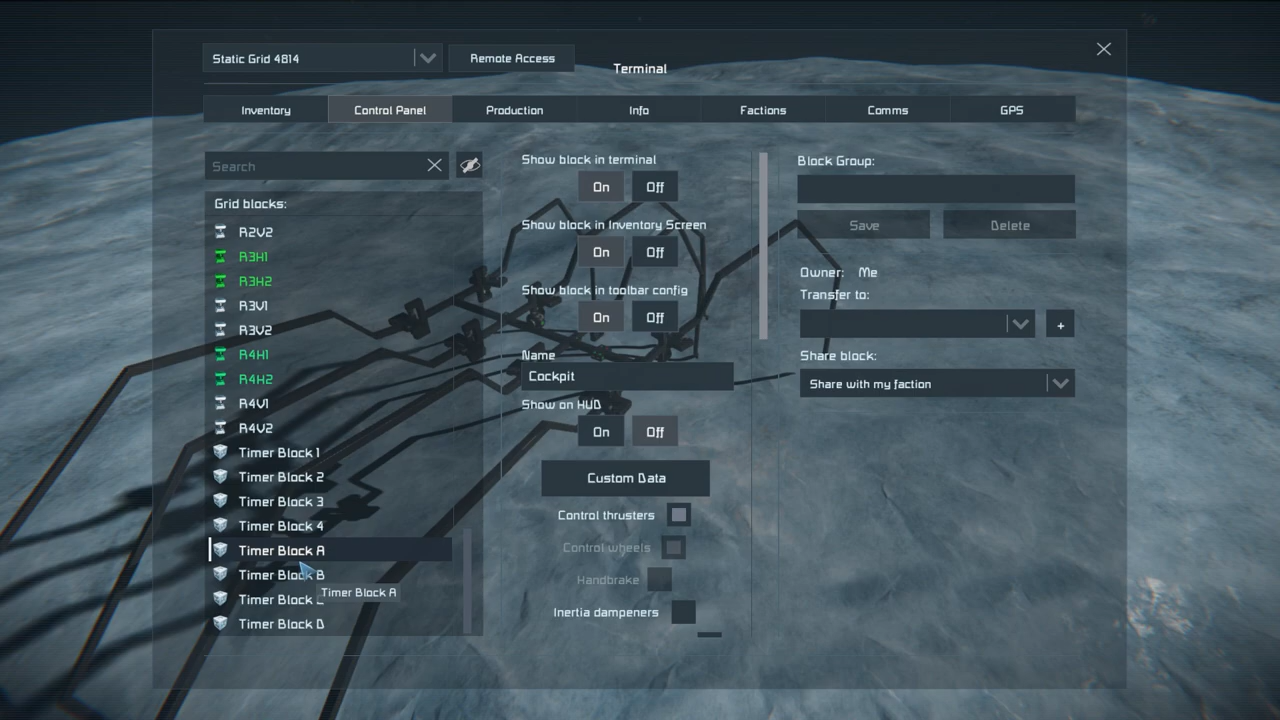 Static Grid 4814
Remote Access
Terminal
Inventory
Control Panel
Production
Info
Factions
Comms
GPS
Search
Grid blocks:
R2V2
R3H1
R3H2
R3V1
R3V2
R4H1
R4H2
R4V1
R4V2
Timer Block 1
Timer Block 2
Timer Block 3
Timer Block 4
Timer Block A
Timer Block B
Timer Block
Timer Block D
Timer Block A
Show block in terminal
On Off
Show block in Inventory Screen
On Off
Show block in toolbar config
On Off
Name
Cockpit
Show on HUD
On Off
Custom Data
Control thrusters
Control wheels
Handbrake
Inertia dampeners
Block Group:
Save Delete
Owner: Me
Transfer to:
+
Share block:
Share with my faction